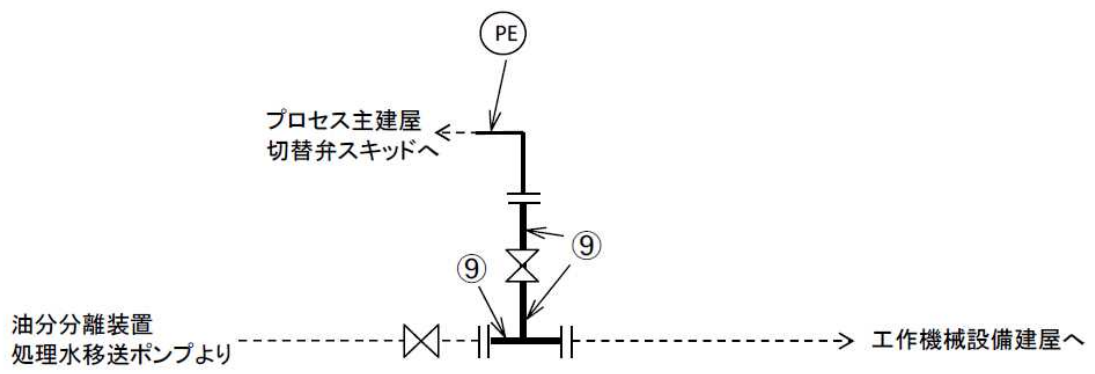 PE
プロセス主建屋
切替弁スキッドへ
⑨
⑨
油分分離装置
処理水移送ポンプより
工作機械設備建屋へ